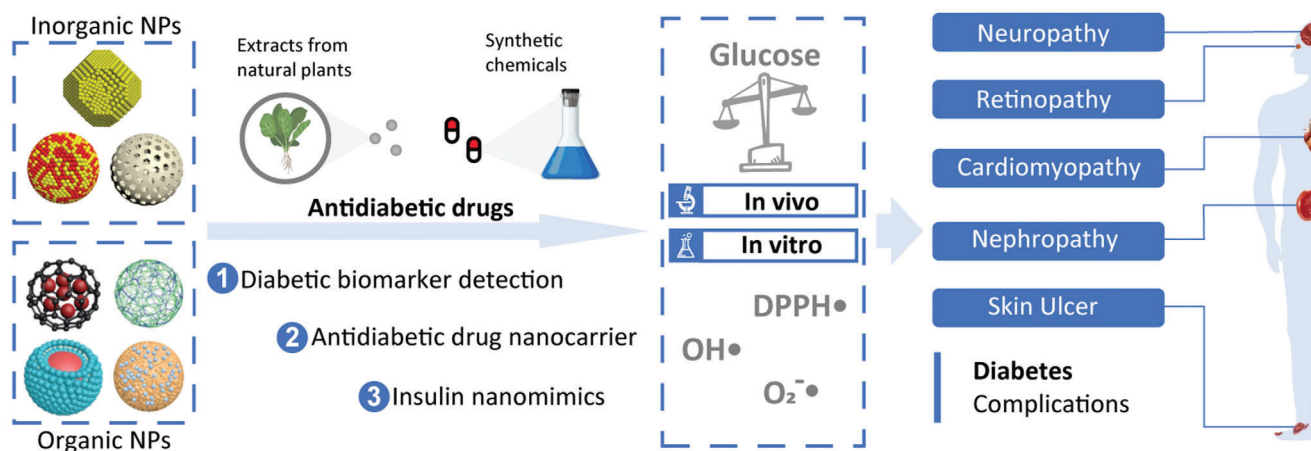 Inorganic NPs
Organic NPs
Extracts from
natural plants
Synthetic
chemicals
Antidiabetic drugs
1 Diabetic biomarker detection
2 Antidiabetic drug nanocarrier
3 Insulin nanomimics
Glucose
In vivo
In vitro
DPPH•
OH•
O₂⁻•
Neuropathy
Retinopathy
Cardiomyopathy
Nephropathy
Skin Ulcer
Diabetes
Complications